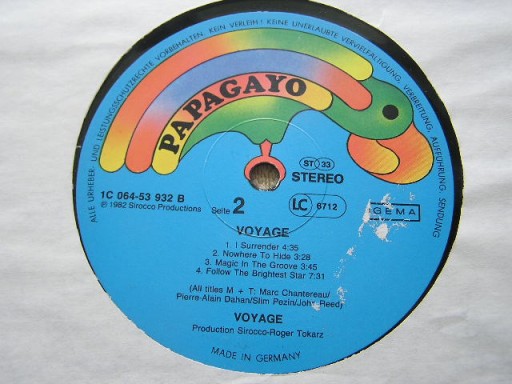 ALLE URHEBER- UND LEISTUNGSSCHUTZRECHTE VORBEHALTEN. KEIN VERLEIH! KEINE UNERLAUBTE VERVIELFÄLTIGUNG, VERBREITUNG, AUFFÜHRUNG, SENDUNG
PAPAGAYO
ST 33
STEREO
1C 064-53 932 B
℗ 1982 Sirocco Productions
Seite 2
LC 6712
GEMA
VOYAGE
1. I Surrender 4:35
2. Nowhere To Hide 3:28
3. Magic In The Groove 3:45
4. Follow The Brightest Star 7:31
(All titles M + T: Marc Chantereau/
Pierre-Alain Dahan/Slim Pezin/John Reed)
VOYAGE
Production Sirocco-Roger Tokarz
MADE IN GERMANY